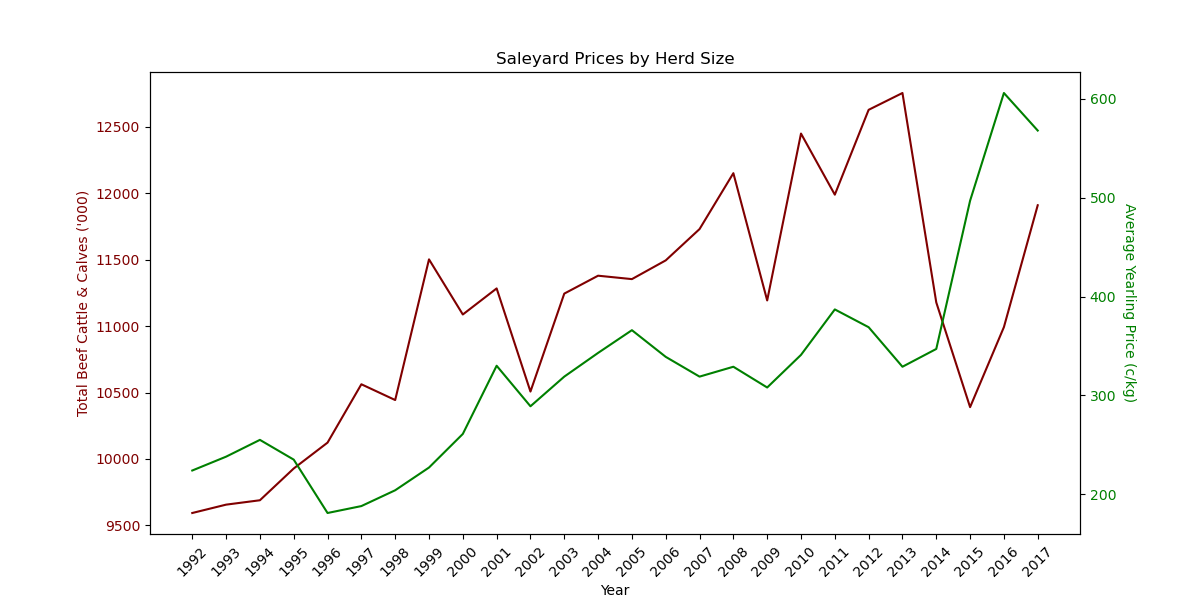 Saleyard Prices by Herd Size
Total Beef Cattle & Calves ('000)
12500
12000
11500
11000
10500
10000
9500
600
500
400
300
200
Average Yearling Price (c/kg)
1992 1993 1994 1995 1996 1997 1998 1999 2000 2001 2002 2003 2004 2005 2006 2007 2008 2009 2010 2011 2012 2013 2014 2015 2016 2017
Year